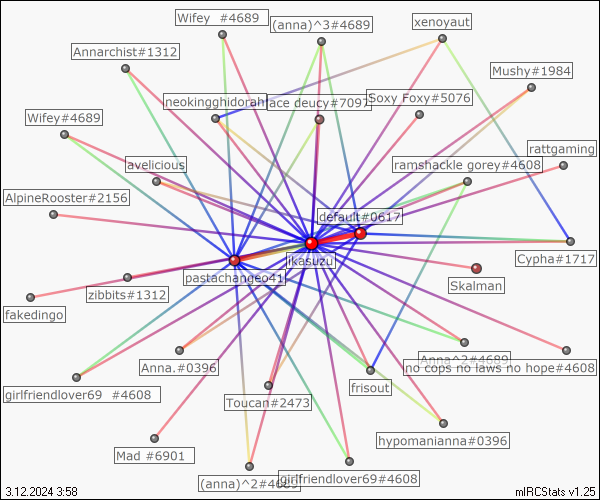 Wifey  #4689
(anna)^3#4689
xenoyaut
Annarchist#1312
Mushy#1984
neokingghidorah
ace deucy#7097
Soxy Foxy#5076
Wifey#4689
rattgaming
avelicious
ramshackle gorey#4608
AlpineRooster#2156
default#0617
ikasuzu
Cypha#1717
pastachangeo41
Skalman
zibbits#1312
fakedingo
Anna.#0396
Anna^2#4689
no cops no laws no hope#4608
girlfriendlover69  #4608
frisout
Toucan#2473
hypomanianna#0396
Mad #6901
(anna)^2#4689
girlfriendlover69#4608
3.12.2024 3:58
mIRCStats v1.25